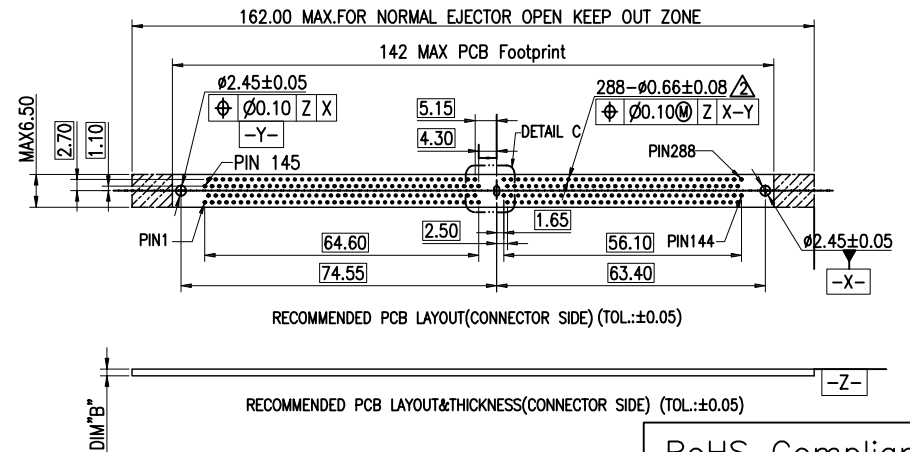 162.00 MAX.FOR NORMAL EJECTOR OPEN KEEP OUT ZONE
142 MAX PCB Footprint
ø2.45±0.05
⌖ Ø0.10 Z X
-Y-
288-ø0.66±0.08 2
⌖ Ø0.10Ⓜ Z X-Y
5.15
4.30
DETAIL C
MAX6.50
2.70
1.10
PIN 145
PIN288
PIN1
PIN144
1.65
2.50
64.60
56.10
ø2.45±0.05
74.55
63.40
-X-
RECOMMENDED PCB LAYOUT(CONNECTOR SIDE) (TOL.:±0.05)
-Z-
DIM"B"
RECOMMENDED PCB LAYOUT&THICKNESS(CONNECTOR SIDE) (TOL.:±0.05)
RoHS Complian